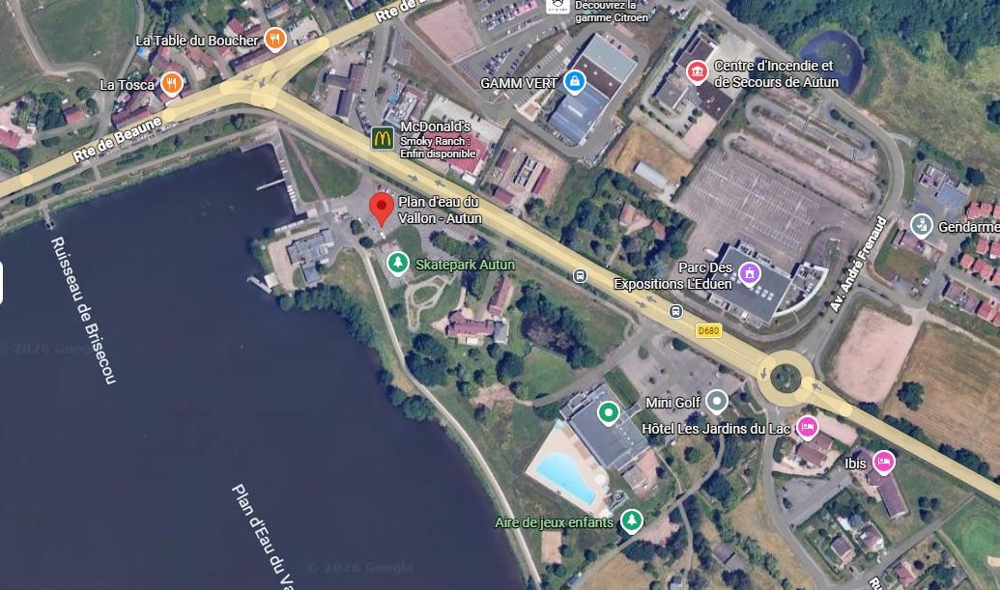 Rte de B
Découvrez la
gamme Citroën
La Table du Boucher
La Tosca
GAMM VERT
Centre d'Incendie et
de Secours de Autun
Rte de Beaune
McDonald's
Smoky Ranch :
Enfin disponible
Plan d'eau du
Vallon - Autun
Skatepark Autun
Gendarme
Parc Des
Expositions L'Eduen
Av. André Frenaud
D680
Ruisseau de Brisecou
© 2026 Google
Mini Golf
Hôtel Les Jardins du Lac
Ibis
Aire de jeux enfants
Plan d'Eau du Va
© 2026 Google
Ru